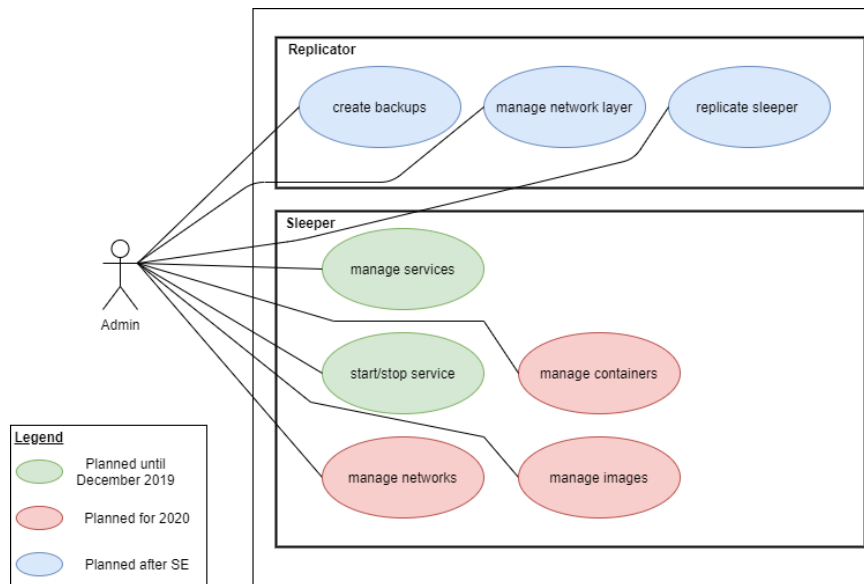 Replicator
create backups
manage network layer
replicate sleeper
Sleeper
manage services
Admin
start/stop service
manage containers
manage networks
manage images
Legend
Planned until
December 2019
Planned for 2020
Planned after SE